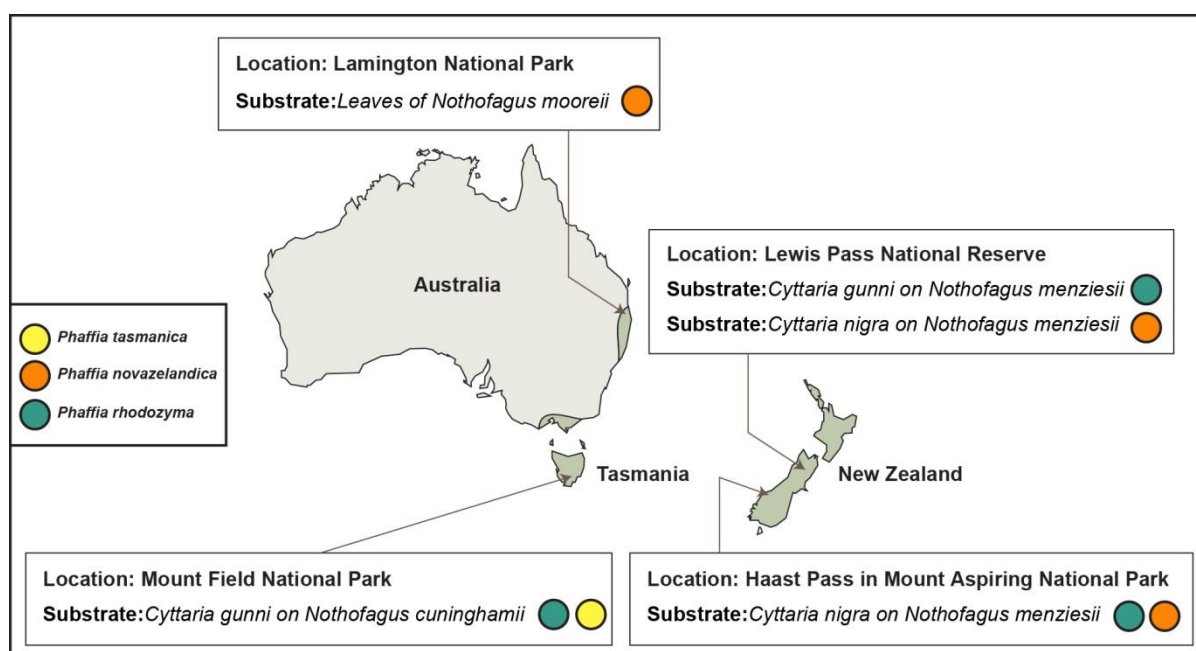 Location: Lamington National Park
Substrate:Leaves of Nothofagus mooreii
Australia
Location: Lewis Pass National Reserve
Substrate:Cyttaria gunni on Nothofagus menziesii
Substrate:Cyttaria nigra on Nothofagus menziesii
Phaffia tasmanica
Phaffia novazelandica
Phaffia rhodozyma
Tasmania
New Zealand
Location: Mount Field National Park
Substrate:Cyttaria gunni on Nothofagus cuninghamii
Location: Haast Pass in Mount Aspiring National Park
Substrate:Cyttaria nigra on Nothofagus menziesii